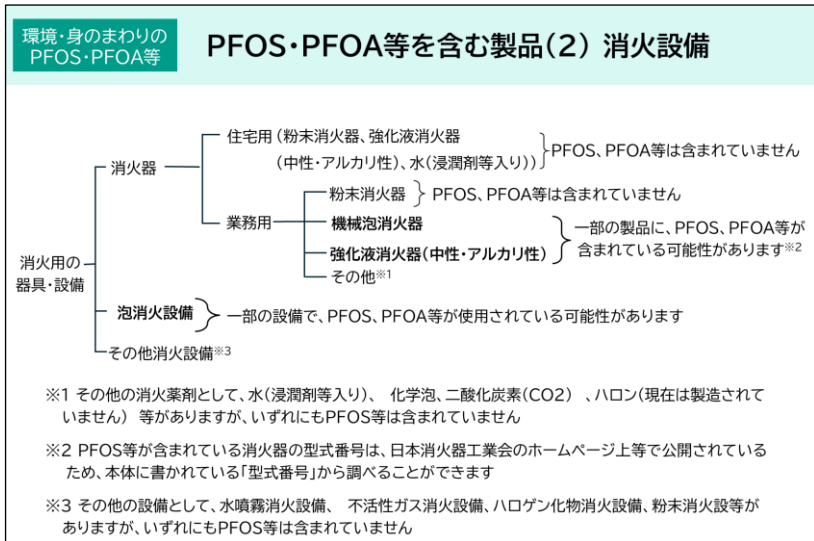 環境・身のまわりの
PFOS・PFOA等
PFOS・PFOA等を含む製品(2) 消火設備
住宅用 (粉末消火器、強化液消火器
(中性・アルカリ性)、水(浸潤剤等入り))
PFOS、PFOA等は含まれていません
消火器
粉末消火器
PFOS、PFOA等は含まれていません
業務用
機械泡消火器
強化液消火器(中性・アルカリ性)
一部の製品に、PFOS、PFOA等が
含まれている可能性があります※2
その他※1
消火用の
器具・設備
泡消火設備
一部の設備で、PFOS、PFOA等が使用されている可能性があります
その他消火設備※3
※1 その他の消火薬剤として、水(浸潤剤等入り)、 化学泡、二酸化炭素(CO2) 、ハロン(現在は製造されて
いません) 等がありますが、いずれにもPFOS等は含まれていません
※2 PFOS等が含まれている消火器の型式番号は、日本消火器工業会のホームページ上等で公開されている
ため、本体に書かれている「型式番号」から調べることができます
※3 その他の設備として、水噴霧消火設備、 不活性ガス消火設備、ハロゲン化物消火設備、粉末消火設等が
ありますが、いずれにもPFOS等は含まれていません